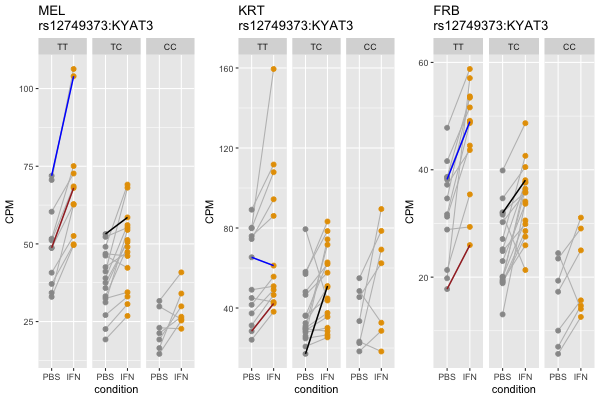 MEL
rs12749373:KYAT3
TT TC CC
CPM
100
75
50
25
PBS IFN PBS IFN PBS IFN
condition
KRT
rs12749373:KYAT3
TT TC CC
CPM
160
120
80
40
PBS IFN PBS IFN PBS IFN
condition
FRB
rs12749373:KYAT3
TT TC CC
CPM
60
40
20
PBS IFN PBS IFN PBS IFN
condition